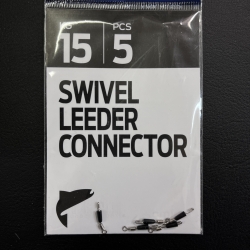 PCS
15 5
SWIVEL
LEEDER
CONNECTOR